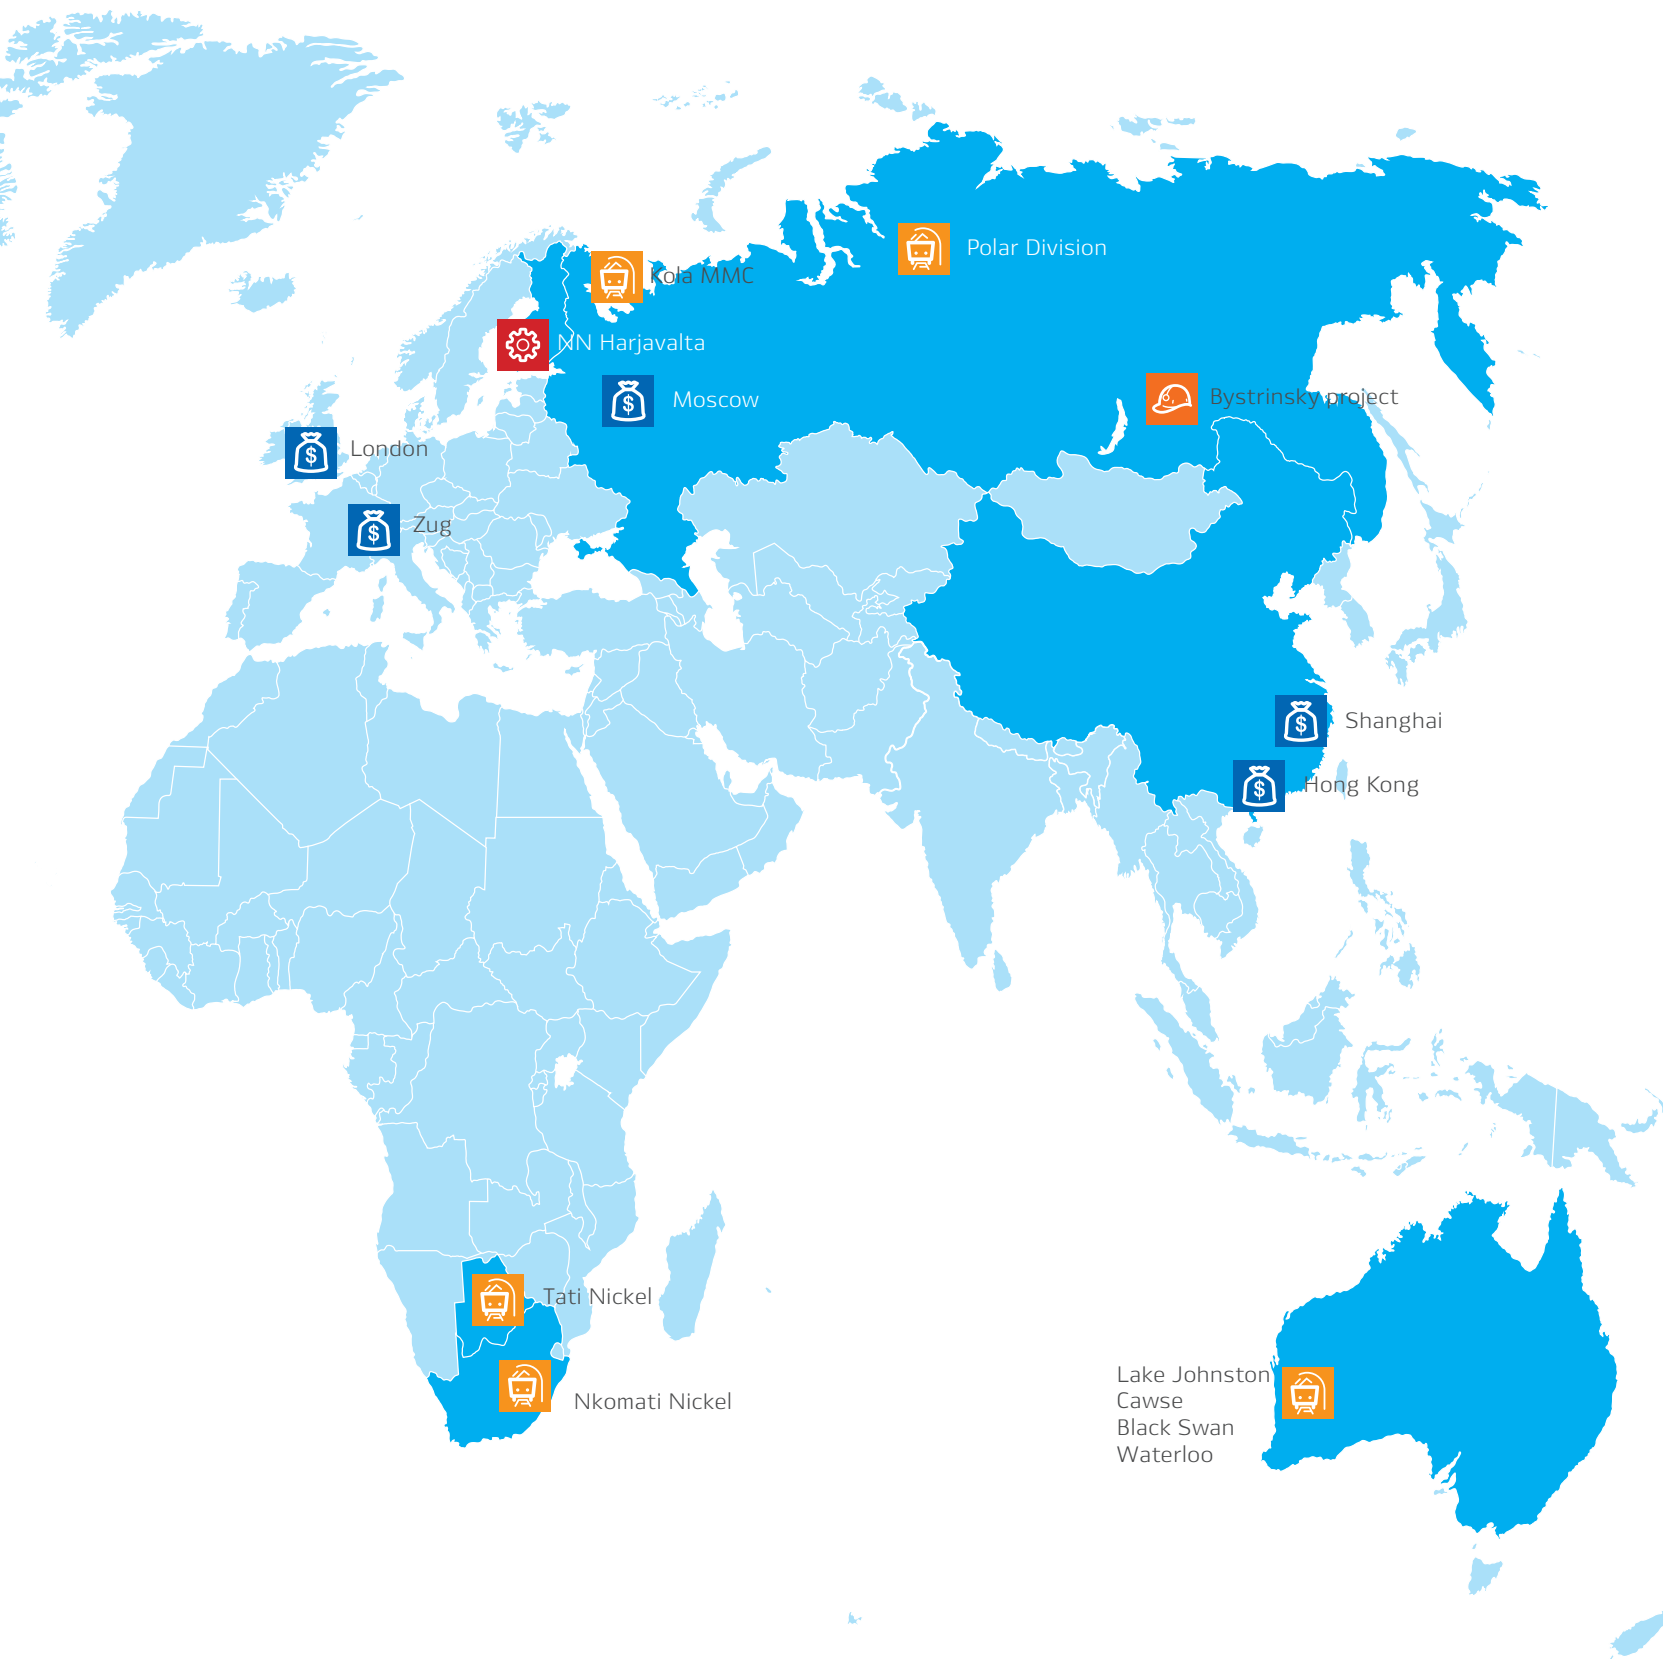 Polar Division
Kola MMC
NN Harjavalta
Moscow
Bystrinsky project
London
Zug
Shanghai
Hong Kong
Tati Nickel
Nkomati Nickel
Lake Johnston
Cawse
Black Swan
Waterloo